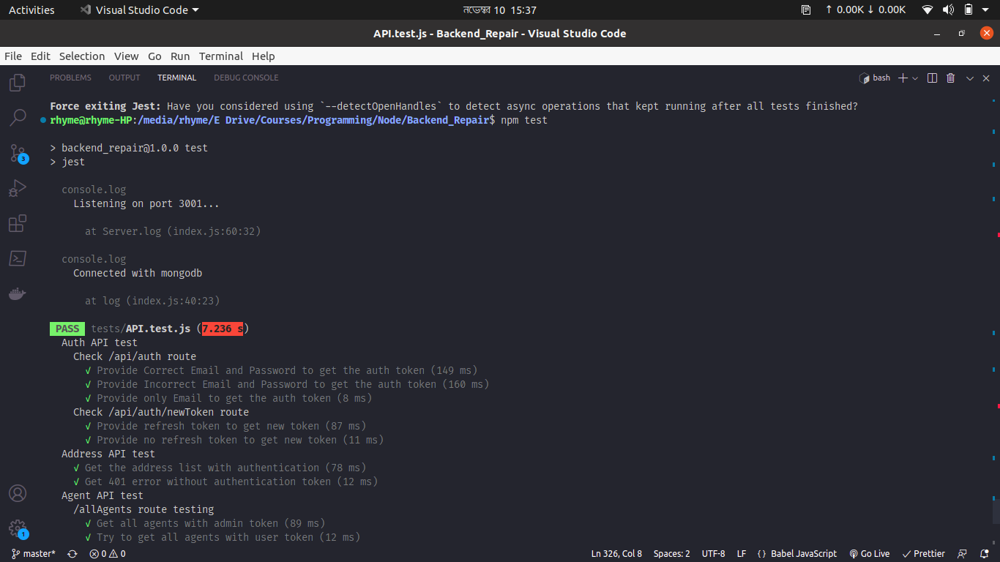 Activities Visual Studio Code নভেম্বর 10 15:37 ↑ 0.00K ↓ 0.00K
API.test.js - Backend_Repair - Visual Studio Code
File Edit Selection View Go Run Terminal Help
PROBLEMS OUTPUT TERMINAL DEBUG CONSOLE bash
Force exiting Jest: Have you considered using `--detectOpenHandles` to detect async operations that kept running after all tests finished?
rhyme@rhyme-HP:/media/rhyme/E Drive/Courses/Programming/Node/Backend_Repair$ npm test
> backend_repair@1.0.0 test
> jest
console.log
Listening on port 3001...
at Server.log (index.js:60:32)
console.log
Connected with mongodb
at log (index.js:40:23)
PASS tests/API.test.js (7.236 s)
Auth API test
Check /api/auth route
√ Provide Correct Email and Password to get the auth token (149 ms)
√ Provide Incorrect Email and Password to get the auth token (160 ms)
√ Provide only Email to get the auth token (8 ms)
Check /api/auth/newToken route
√ Provide refresh token to get new token (87 ms)
√ Provide no refresh token to get new token (11 ms)
Address API test
√ Get the address list with authentication (78 ms)
√ Get 401 error without authentication token (12 ms)
Agent API test
/allAgents route testing
√ Get all agents with admin token (89 ms)
√ Try to get all agents with user token (12 ms)
3
1
master* 0 0 Ln 326, Col 8 Spaces: 2 UTF-8 LF {} Babel JavaScript Go Live Prettier